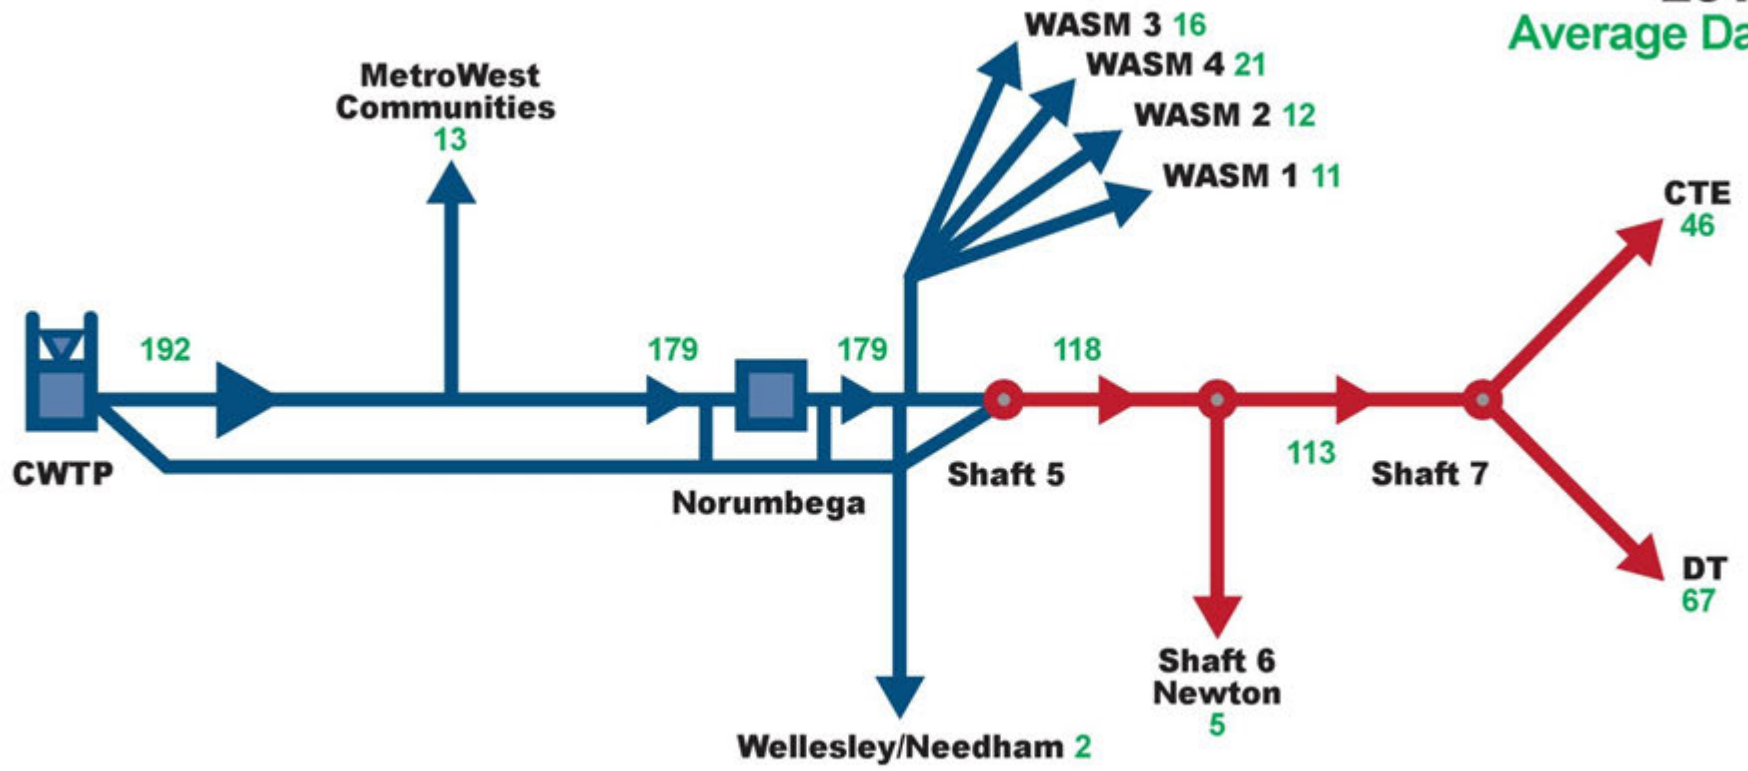 Average Da
WASM 3 16
WASM 4 21
WASM 2 12
WASM 1 11
MetroWest
Communities
13
CTE
46
192
179
179
118
113
CWTP
Norumbega
Shaft 5
Shaft 7
DT
67
Shaft 6
Newton
5
Wellesley/Needham 2